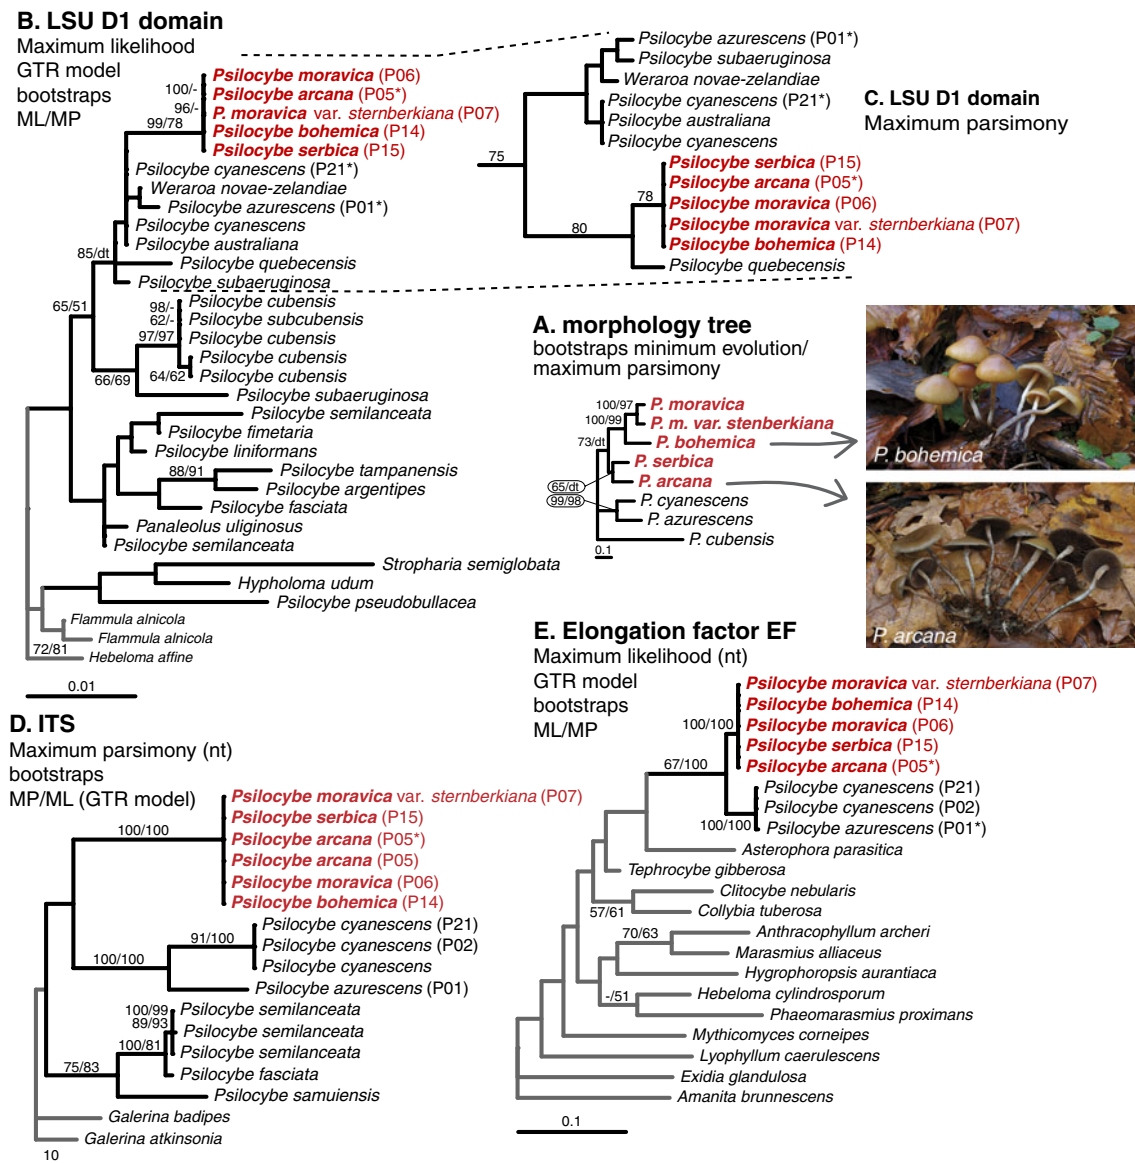 B. LSU D1 domain
Maximum likelihood
GTR model
bootstraps
ML/MP
Psilocybe moravica (P06)
100/-
Psilocybe arcana (P05*)
96/-
P. moravica var. sternberkiana (P07)
99/78
Psilocybe bohemica (P14)
Psilocybe serbica (P15)
Psilocybe cyanescens (P21*)
Weraroa novae-zelandiae
Psilocybe azurescens (P01*)
Psilocybe cyanescens
Psilocybe australiana
85/dt
Psilocybe quebecensis
Psilocybe subaeruginosa
65/51
Psilocybe cubensis
98/-
Psilocybe subcubensis
62/-
Psilocybe cubensis
97/97
Psilocybe cubensis
64/62
Psilocybe cubensis
66/69
Psilocybe subaeruginosa
Psilocybe semilanceata
Psilocybe fimetaria
Psilocybe liniformans
88/91
Psilocybe tampanensis
Psilocybe argentipes
Psilocybe fasciata
Panaleolus uliginosus
Psilocybe semilanceata
Stropharia semiglobata
Hypholoma udum
Psilocybe pseudobullacea
Flammula alnicola
Flammula alnicola
72/81
Hebeloma affine
0.01
Psilocybe azurescens (P01*)
Psilocybe subaeruginosa
Weraroa novae-zelandiae
Psilocybe cyanescens (P21*)
Psilocybe australiana
Psilocybe cyanescens
75
Psilocybe serbica (P15)
Psilocybe arcana (P05*)
78
Psilocybe moravica (P06)
Psilocybe moravica var. sternberkiana (P07)
80
Psilocybe bohemica (P14)
Psilocybe quebecensis
C. LSU D1 domain
Maximum parsimony
A. morphology tree
bootstraps minimum evolution/
maximum parsimony
100/97
P. moravica
100/99
P. m. var. stenberkiana
73/dt
P. bohemica
P. serbica
65/dt
P. arcana
99/98
P. cyanescens
P. azurescens
P. cubensis
0.1
P. bohemica
P. arcana
D. ITS
Maximum parsimony (nt)
bootstraps
MP/ML (GTR model)
Psilocybe moravica var. sternberkiana (P07)
Psilocybe serbica (P15)
100/100
Psilocybe arcana (P05*)
Psilocybe arcana (P05)
Psilocybe moravica (P06)
Psilocybe bohemica (P14)
Psilocybe cyanescens (P21)
91/100
Psilocybe cyanescens (P02)
100/100
Psilocybe cyanescens
Psilocybe azurescens (P01)
100/99
Psilocybe semilanceata
89/93
Psilocybe semilanceata
100/81
Psilocybe semilanceata
75/83
Psilocybe fasciata
Psilocybe samuiensis
Galerina badipes
Galerina atkinsonia
10
E. Elongation factor EF
Maximum likelihood (nt)
GTR model
bootstraps
ML/MP
Psilocybe moravica var. sternberkiana (P07)
Psilocybe bohemica (P14)
100/100
Psilocybe moravica (P06)
Psilocybe serbica (P15)
67/100
Psilocybe arcana (P05*)
Psilocybe cyanescens (P21)
Psilocybe cyanescens (P02)
100/100
Psilocybe azurescens (P01*)
Asterophora parasitica
Tephrocybe gibberosa
Clitocybe nebularis
57/61
Collybia tuberosa
70/63
Anthracophyllum archeri
Marasmius alliaceus
Hygrophoropsis aurantiaca
-/51
Hebeloma cylindrosporum
Phaeomarasmius proximans
Mythicomyces corneipes
Lyophyllum caerulescens
Exidia glandulosa
Amanita brunnescens
0.1